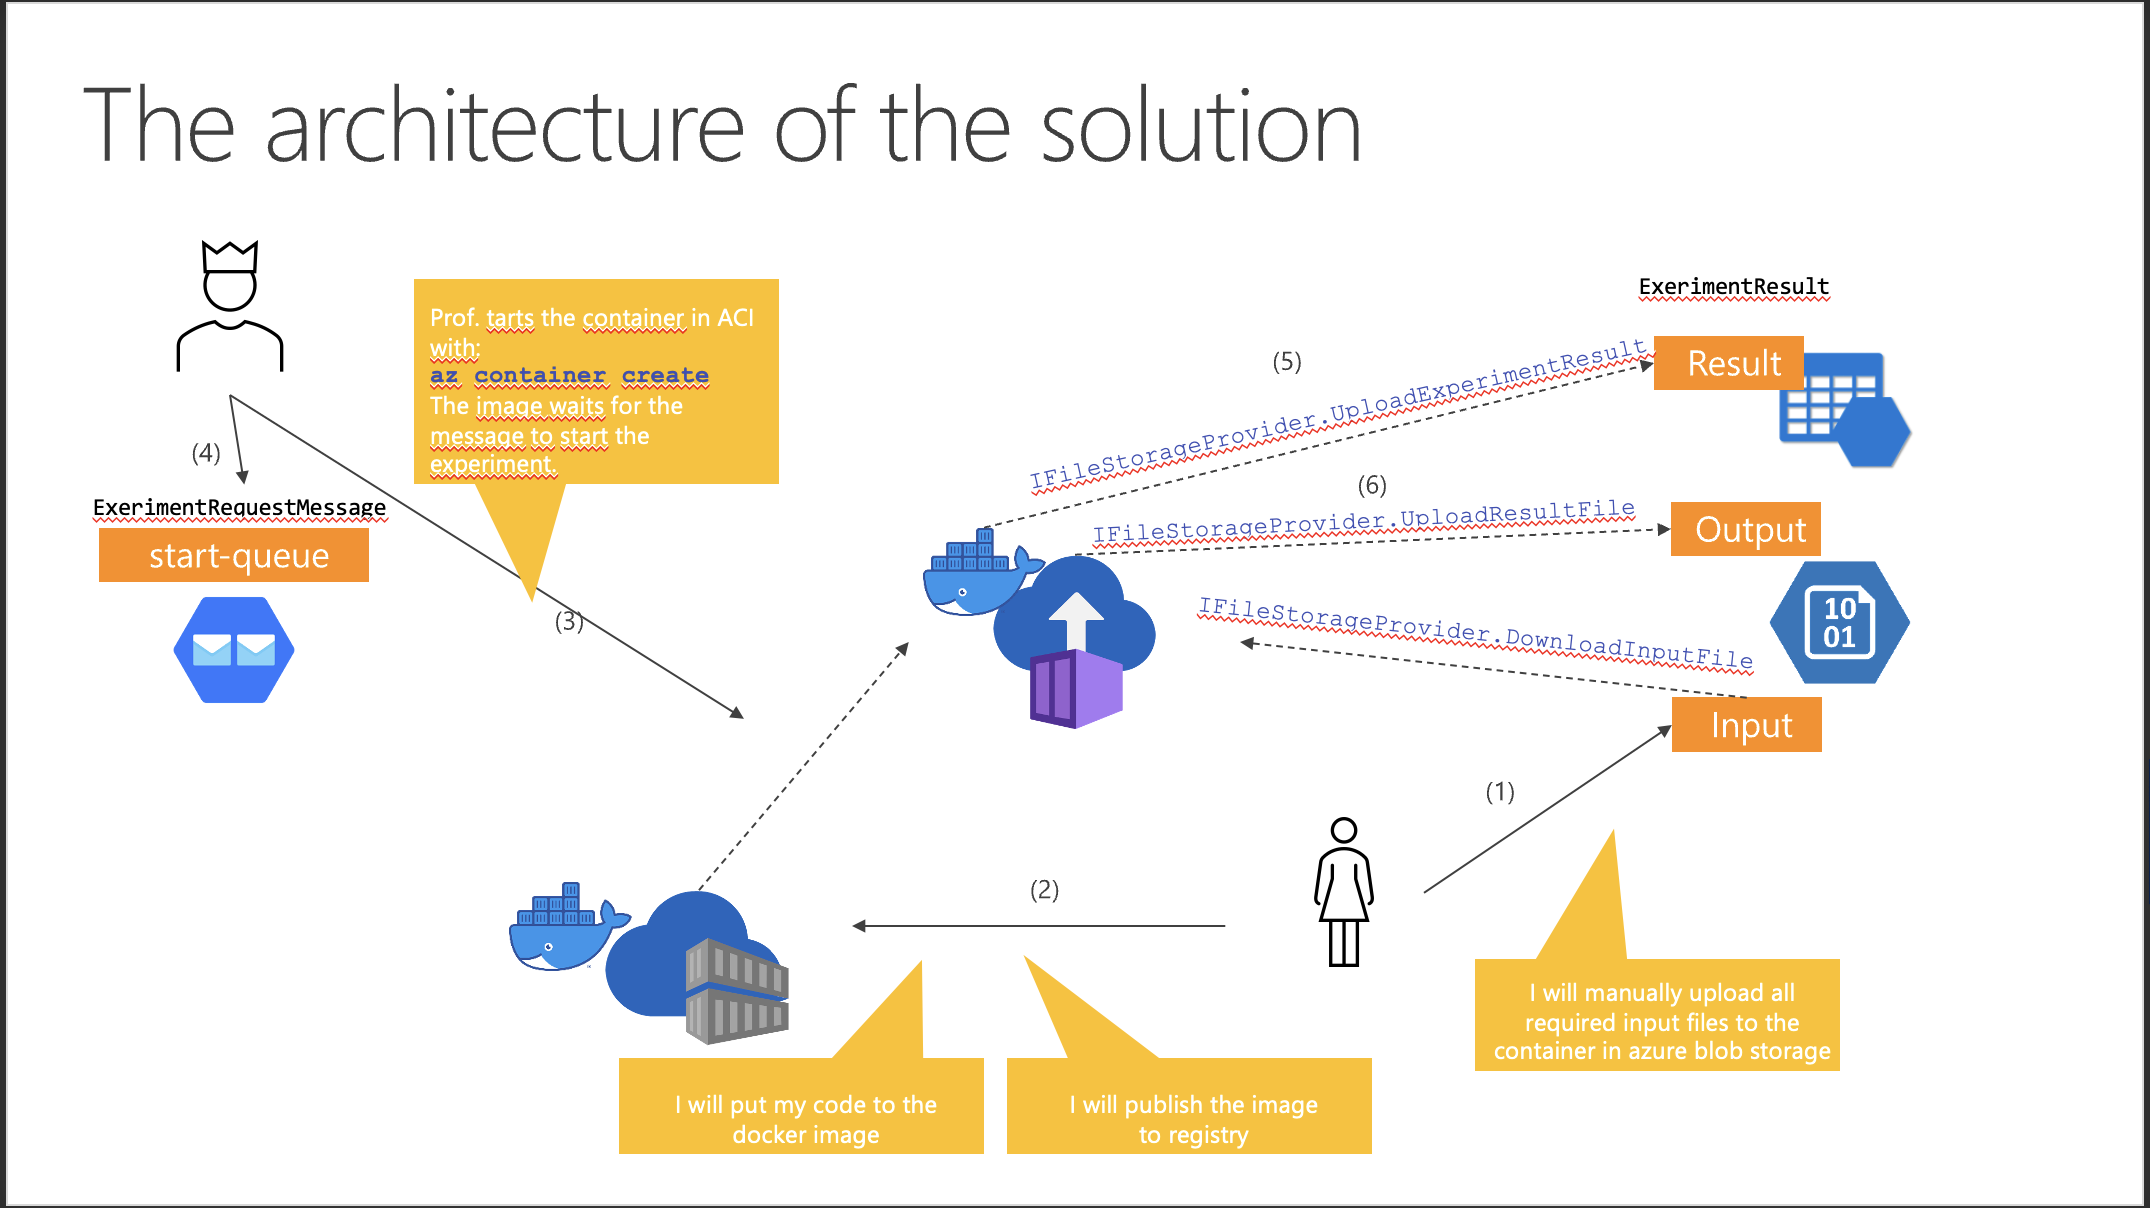 The architecture of the solution
Prof. tarts the container in ACI
with:
az container create
The image waits for the
message to start the
experiment.
(4)
ExerimentRequestMessage
start-queue
(3)
ExerimentResult
Result
(5)
IFileStorageProvider.UploadExperimentResult
(6)
IFileStorageProvider.UploadResultFile
Output
10
01
IFileStorageProvider.DownloadInputFile
Input
(1)
(2)
I will manually upload all
required input files to the
container in azure blob storage
I will put my code to the
docker image
I will publish the image
to registry